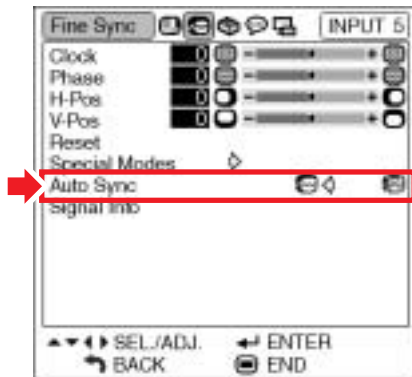 Fine Sync INPUT 5
Clock 0 - +
Phase 0 - +
H-Pos 0 - +
V-Pos 0 - +
Reset
Special Modes
Auto Sync
Signal Info
SEL./ADJ. ENTER
BACK END